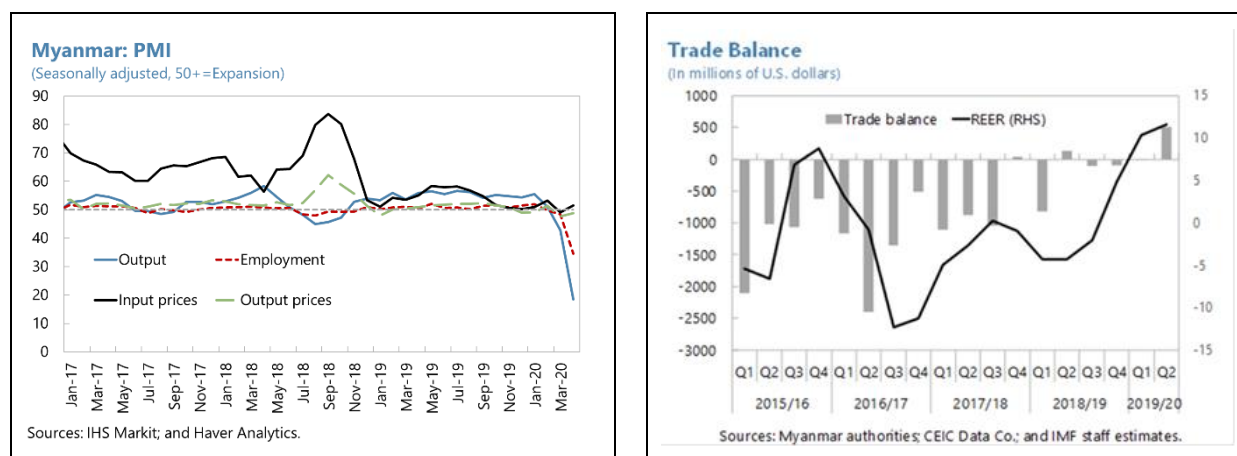 Myanmar: PMI
(Seasonally adjusted, 50+=Expansion)
90
80
70
60
50
40
30
20
10
0
Output
Employment
Input prices
Output prices
Jan-17
Mar-17
May-17
Jul-17
Sep-17
Nov-17
Jan-18
Mar-18
May-18
Jul-18
Sep-18
Nov-18
Jan-19
Mar-19
May-19
Jul-19
Sep-19
Nov-19
Jan-20
Mar-20
Sources: IHS Markit; and Haver Analytics.
Trade Balance
(In millions of U.S. dollars)
1000
500
0
-500
-1000
-1500
-2000
-2500
-3000
Trade balance
REER (RHS)
15
10
5
0
-5
-10
-15
Q1 Q2 Q3 Q4 Q1 Q2 Q3 Q4 Q1 Q2 Q3 Q4 Q1 Q2 Q3 Q4 Q1 Q2
2015/16 2016/17 2017/18 2018/19 2019/20
Sources: Myanmar authorities; CEIC Data Co.; and IMF staff estimates.